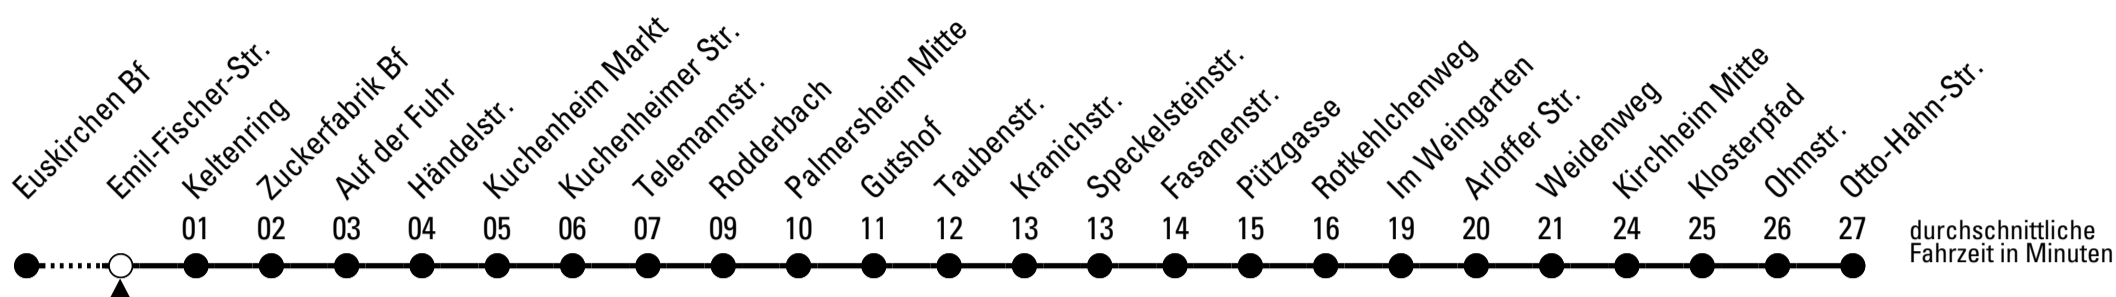 Euskirchen Bf
Emil-Fischer-Str.
Keltenring
Zuckerfabrik Bf
Auf der Fuhr
Händelstr.
Kuchenheim Markt
Kuchenheimer Str.
Telemannstr.
Rodderbach
Palmersheim Mitte
Gutshof
Taubenstr.
Kranichstr.
Speckelsteinstr.
Fasanenstr.
Pützgasse
Rotkehlchenweg
Im Weingarten
Arloffer Str.
Weidenweg
Kirchheim Mitte
Klosterpfad
Ohmstr.
Otto-Hahn-Str.
01 02 03 04 05 06 07 09 10 11 12 13 13 14 15 16 19 20 21 24 25 26 27
durchschnittliche
Fahrzeit in Minuten